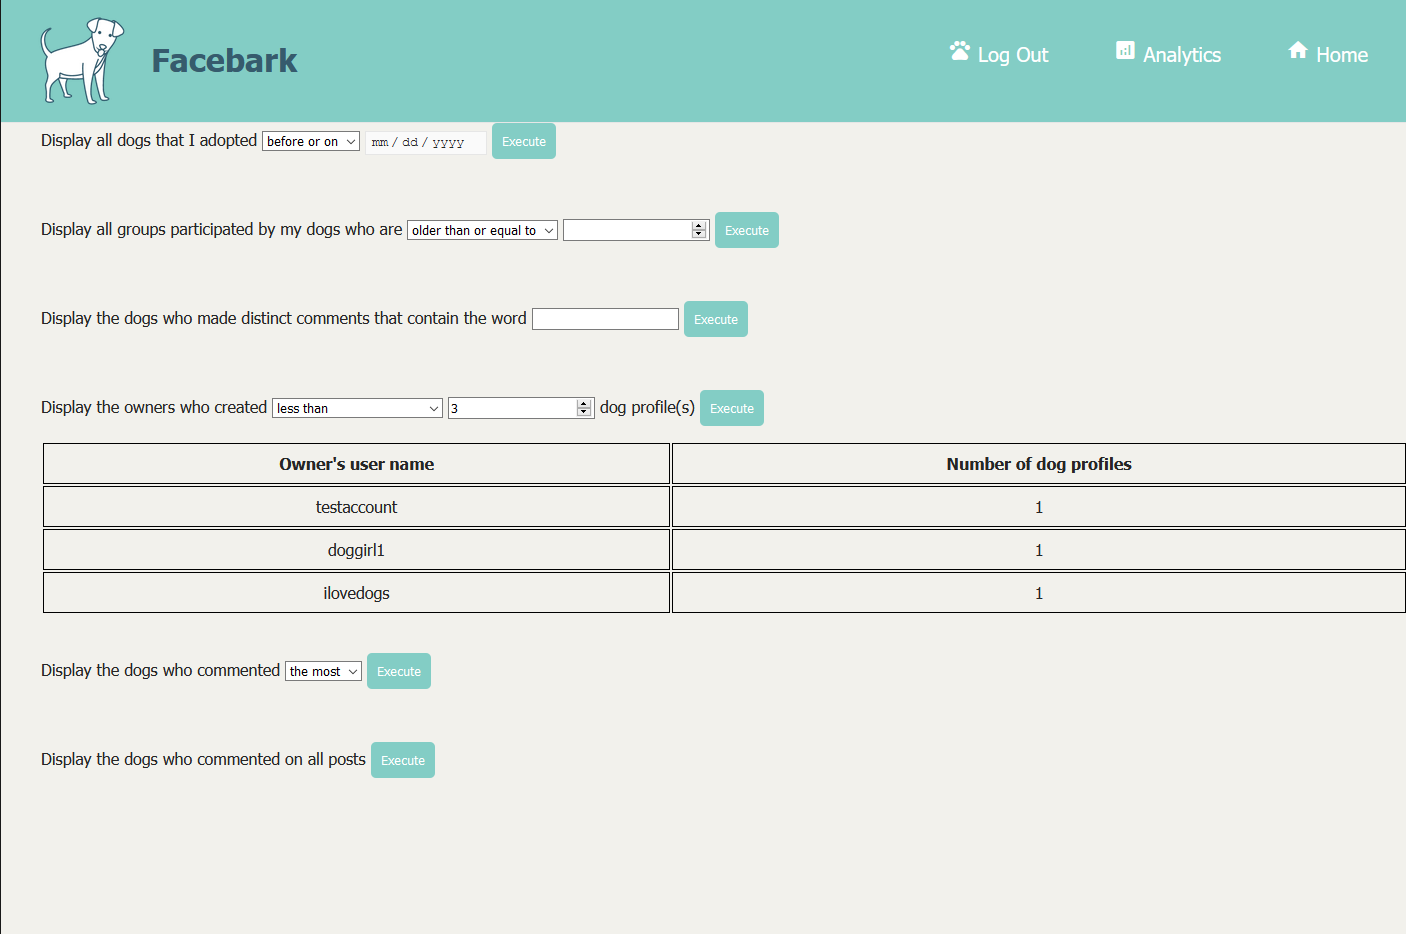 Facebark
Log Out
Analytics
Home
Display all dogs that I adopted before or on mm / dd / yyyy Execute
Display all groups participated by my dogs who are older than or equal to Execute
Display the dogs who made distinct comments that contain the word Execute
Display the owners who created less than 3 dog profile(s) Execute
Owner's user name Number of dog profiles
testaccount 1
doggirl1 1
ilovedogs 1
Display the dogs who commented the most Execute
Display the dogs who commented on all posts Execute